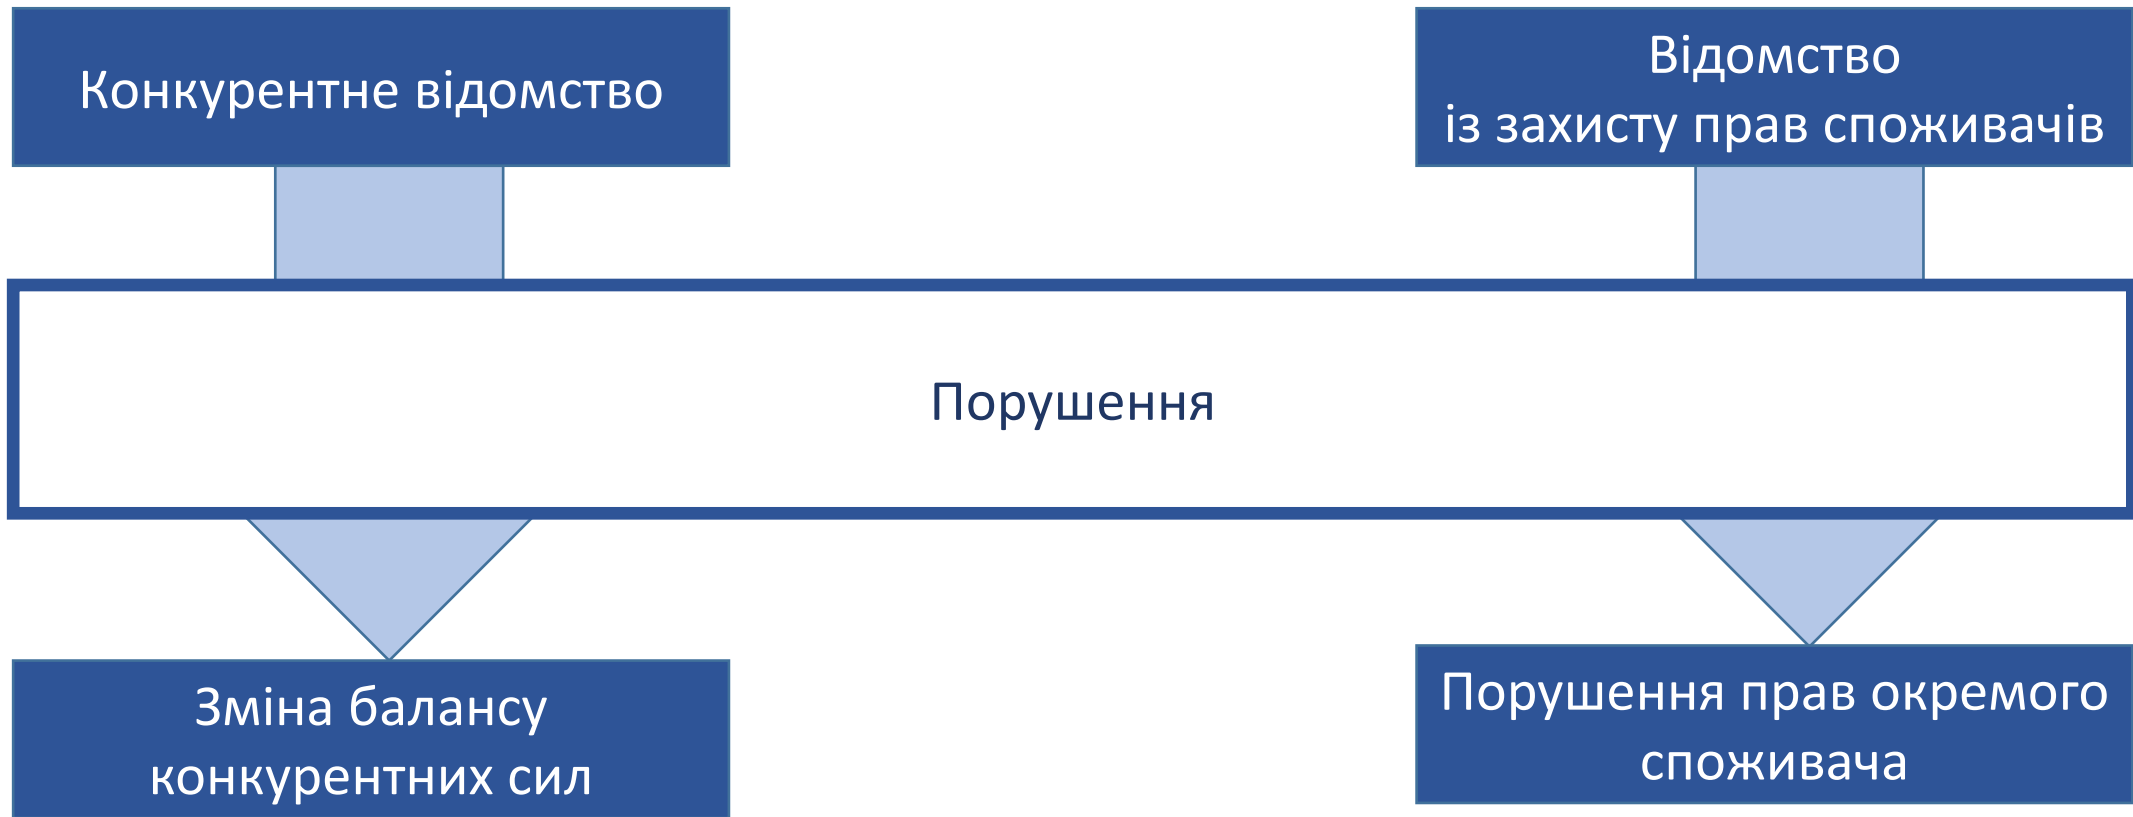 Конкурентне відомство
Відомство
із захисту прав споживачів
Порушення
Зміна балансу
конкурентних сил
Порушення прав окремого
споживача